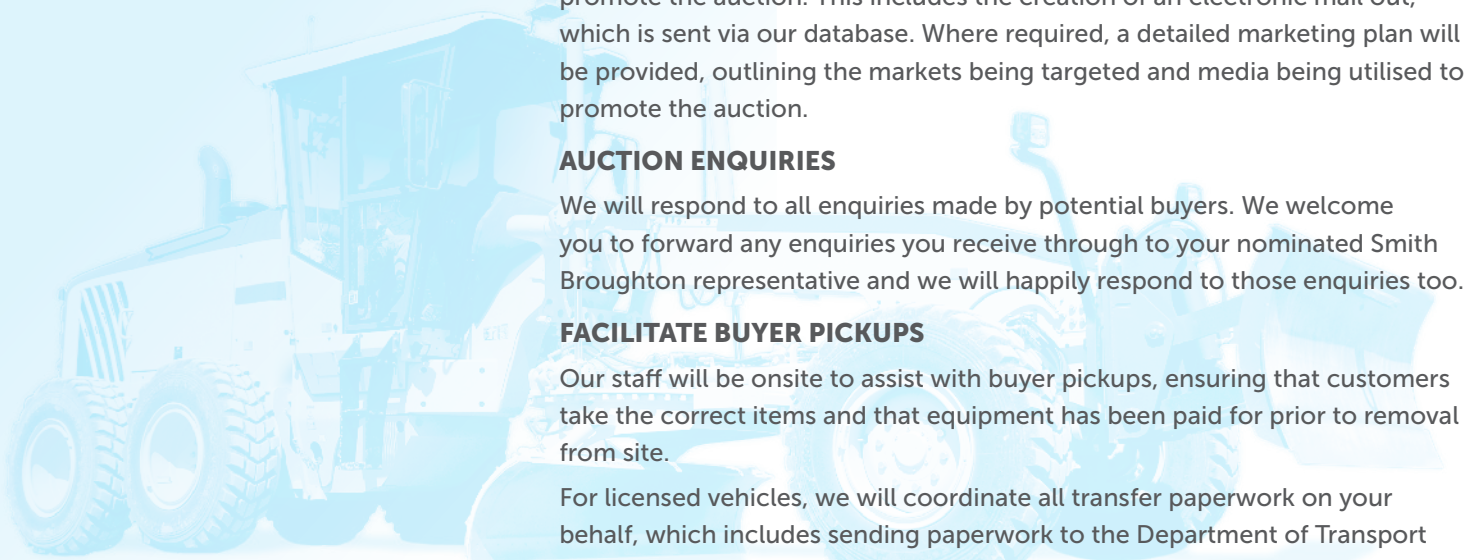 promote the auction. This includes the creation of an electronic mail out,
which is sent via our database. Where required, a detailed marketing plan will
be provided, outlining the markets being targeted and media being utilised to
promote the auction.
AUCTION ENQUIRIES
We will respond to all enquiries made by potential buyers. We welcome
you to forward any enquiries you receive through to your nominated Smith
Broughton representative and we will happily respond to those enquiries too.
FACILITATE BUYER PICKUPS
Our staff will be onsite to assist with buyer pickups, ensuring that customers
take the correct items and that equipment has been paid for prior to removal
from site.
For licensed vehicles, we will coordinate all transfer paperwork on your
behalf, which includes sending paperwork to the Department of Transport